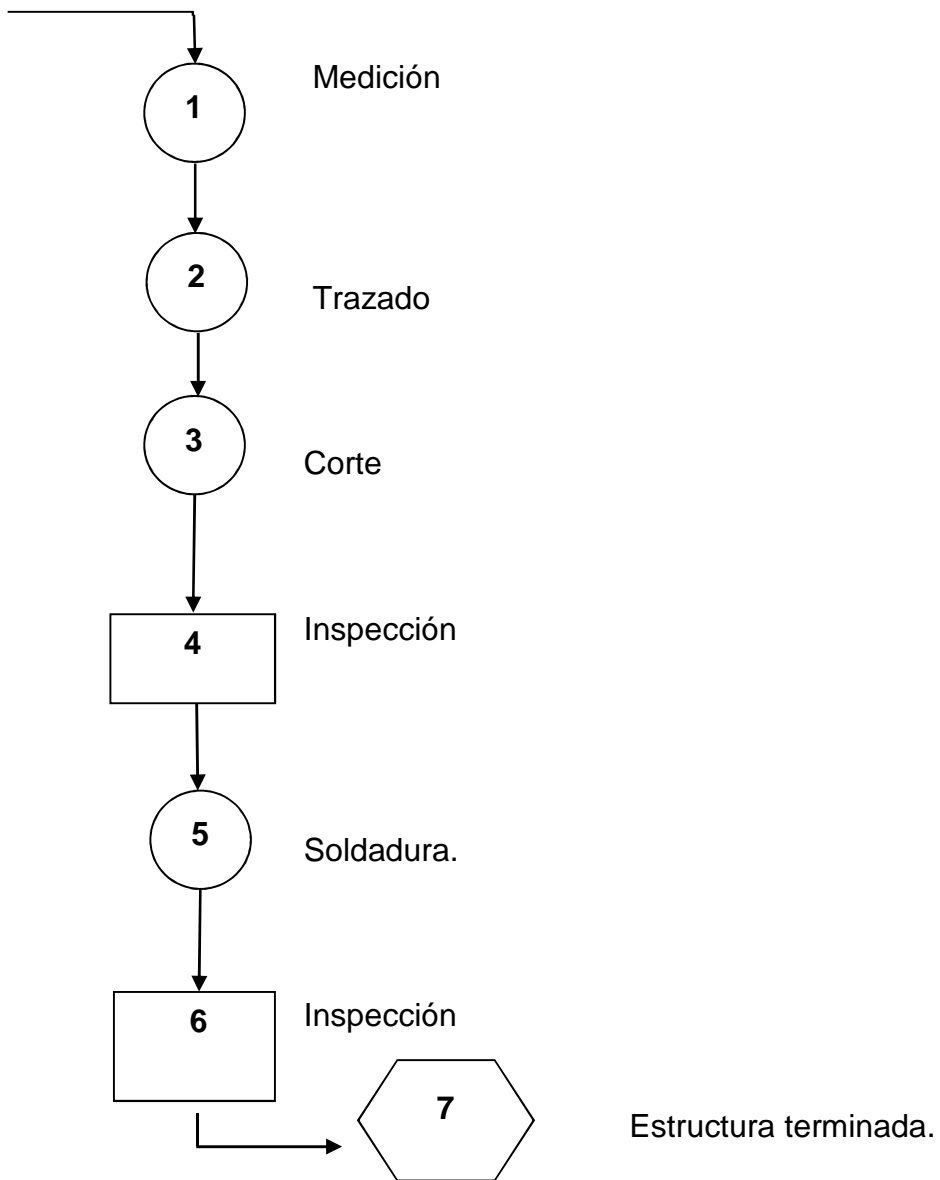 1 Medición
2 Trazado
3 Corte
4 Inspección
5 Soldadura.
6 Inspección
7 Estructura terminada.